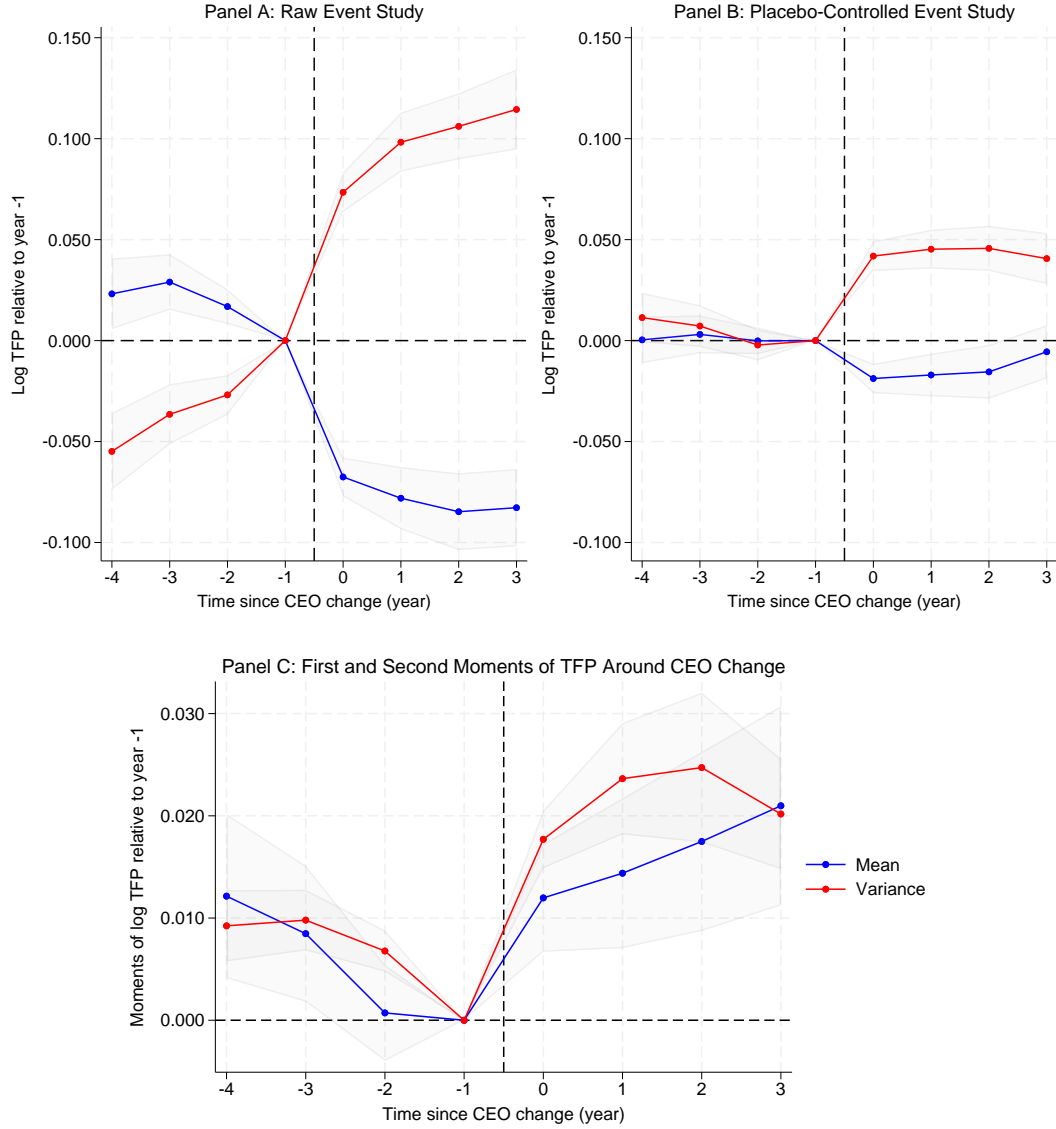 Panel A: Raw Event Study
0.150
0.100
0.050
0.000
-0.050
-0.100
Log TFP relative to year -1
-4 -3 -2 -1 0 1 2 3
Time since CEO change (year)
Panel B: Placebo-Controlled Event Study
0.150
0.100
0.050
0.000
-0.050
-0.100
Log TFP relative to year -1
-4 -3 -2 -1 0 1 2 3
Time since CEO change (year)
Panel C: First and Second Moments of TFP Around CEO Change
0.030
0.020
0.010
0.000
Moments of log TFP relative to year -1
-4 -3 -2 -1 0 1 2 3
Time since CEO change (year)
Mean
Variance